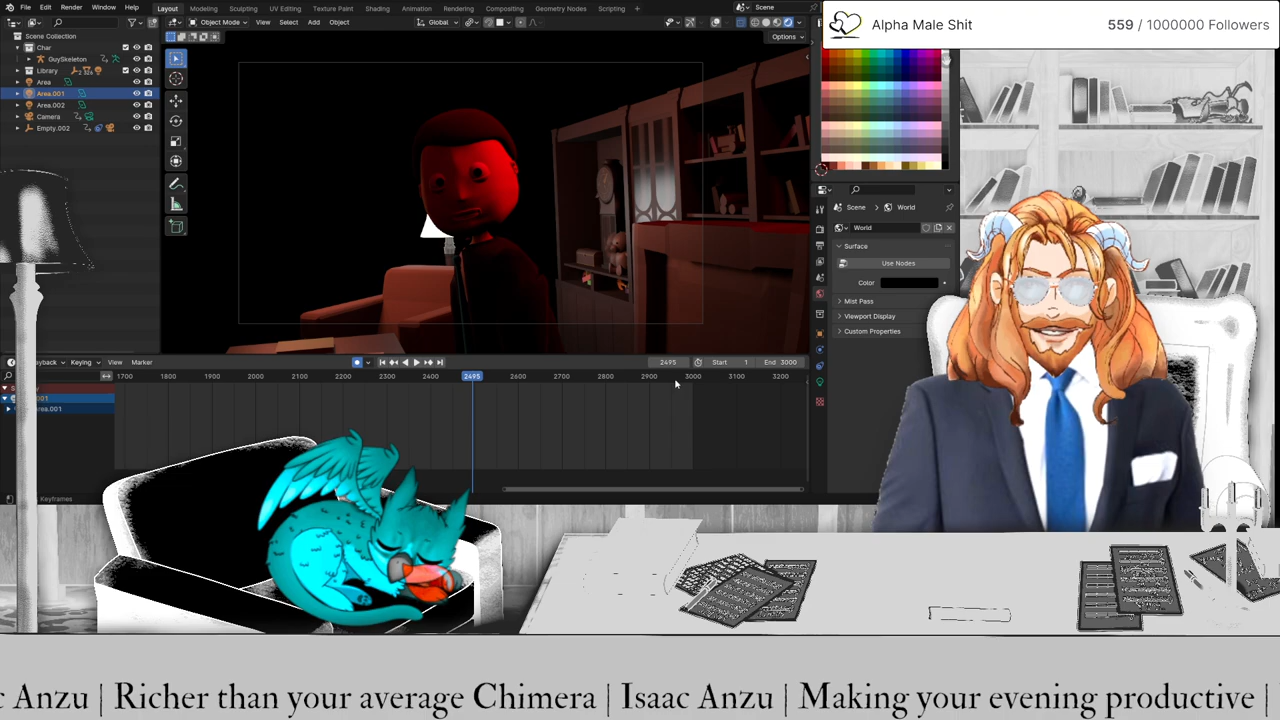 File Edit Render Window Help Layout Modeling Sculpting UV Editing Texture Paint Shading Animation Rendering Compositing Geometry Nodes Scripting Scene
Object Mode View Select Add Object Global
Options
Scene Collection
Char
GuySkeleton
Library
Area
Area.001
Area.002
Camera
Empty.002
Alpha Male Shit 559 / 1000000 Followers
Scene World
World
Surface
Use Nodes
Color
Mist Pass
Viewport Display
Custom Properties
Keying View Marker 2495 Start 1 End 3000
1700 1800 1900 2000 2100 2200 2300 2400 2495 2600 2700 2800 2900 3000 3100 3200
Keyframes
c Anzu | Richer than your average Chimera | Isaac Anzu | Making your evening productive |